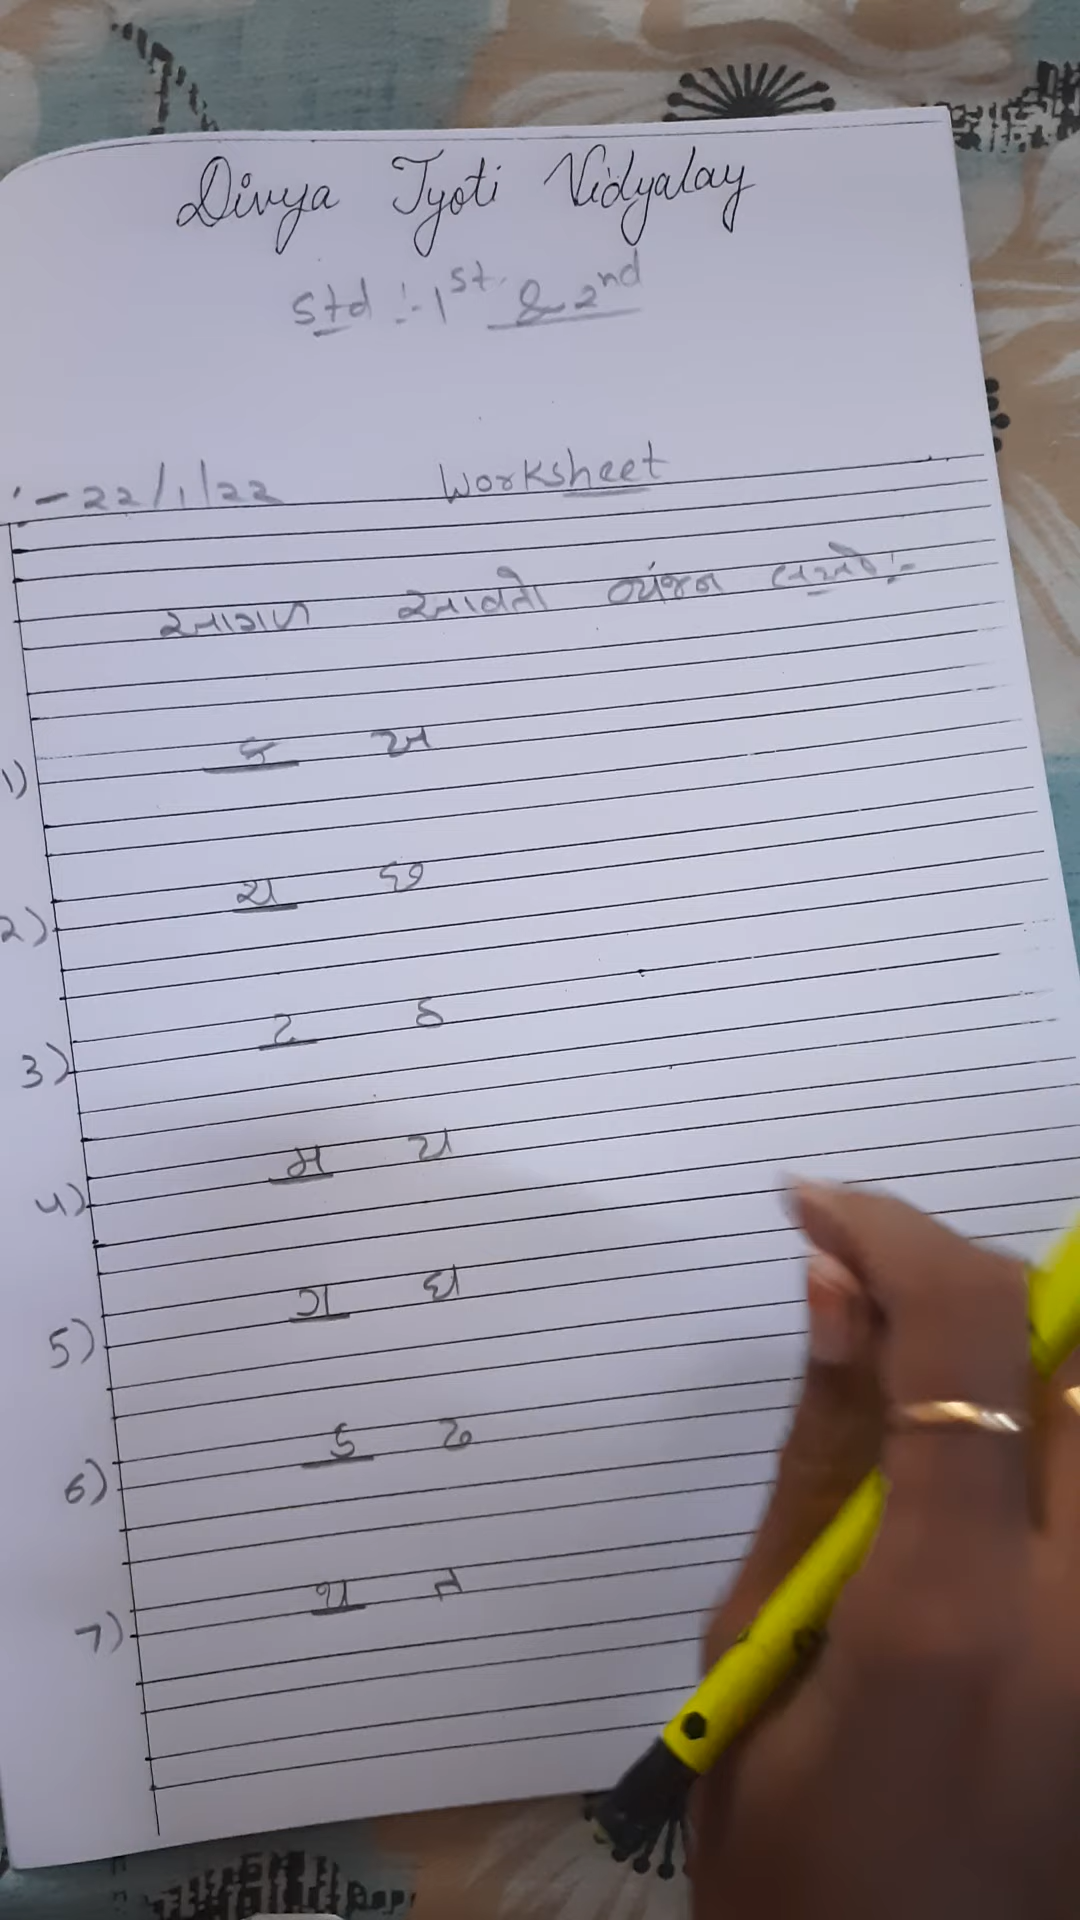 Divya Jyoti Vidyalay
Std :- 1st & 2nd
:- 22/1/22 Worksheet
આગળ આવતો વ્યંજન લખો :-
1) ક ખ
2) ચ છ
3) ટ ઠ
4) મ ય
5) ગ ઘ
6) ડ ઢ
7) થ ત